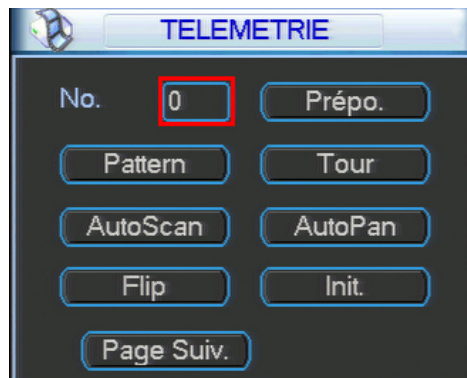 TELEMETRIE
No. 0 Prépo.
Pattern Tour
AutoScan AutoPan
Flip Init.
Page Suiv.